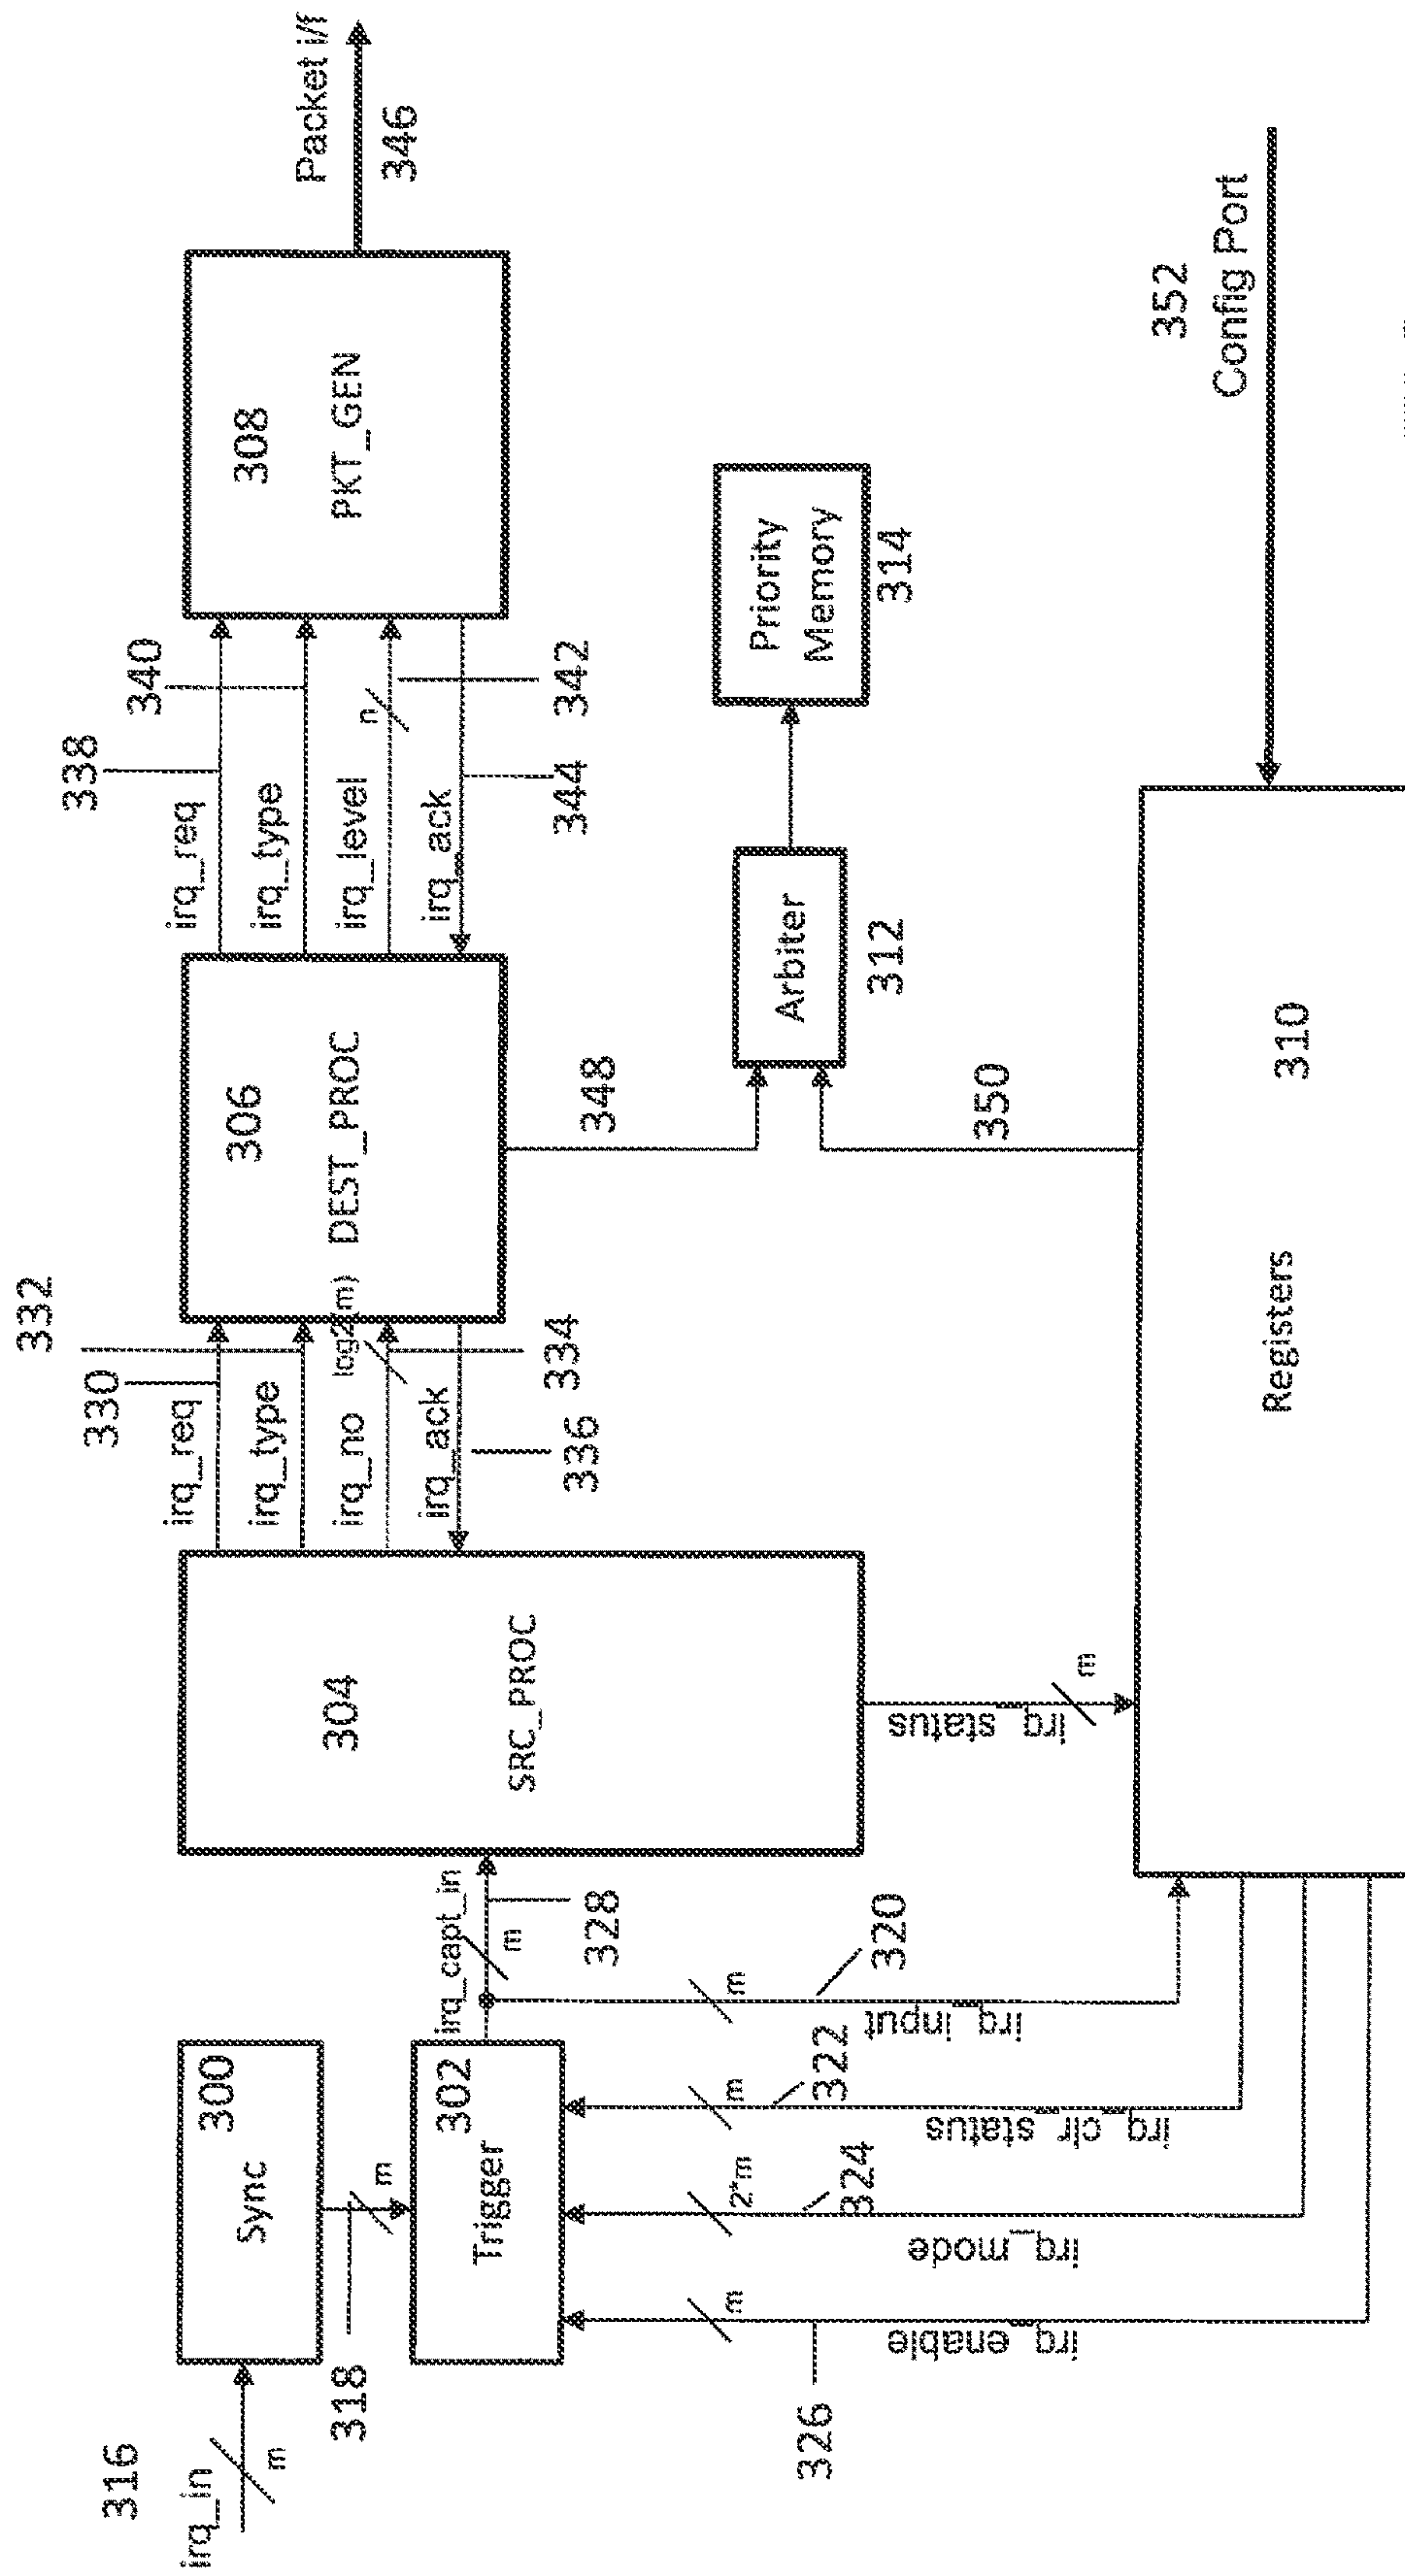 316
irq_in
m
300
Sync
318
m
302
Trigger
326
irq_enable
m
irq_mode
2*m
324
irq_clr_status
m
322
irq_input
m
320
irq_capt_in
m
328
304
SRC_PROC
irq_status
m
330
332
irq_req
irq_type
irq_no
log2(m)
irq_ack
334
336
306
DEST_PROC
338
340
irq_req
irq_type
irq_level
n
irq_ack
342
344
308
PKT_GEN
Packet i/f
346
348
350
Arbiter
312
Priority
Memory
314
310
Registers
352
Config Port